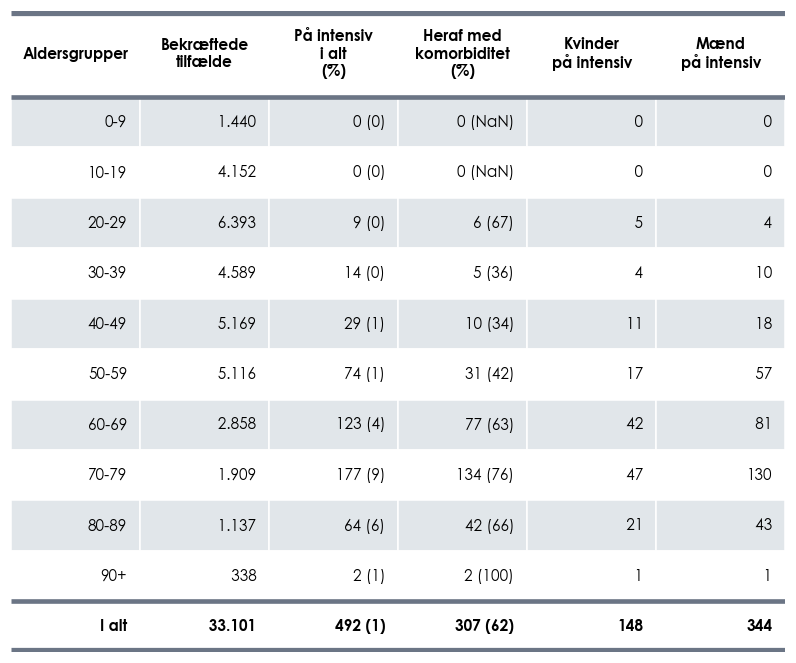 Aldersgrupper Bekræftede tilfælde På intensiv i alt (%) Heraf med komorbiditet (%) Kvinder på intensiv Mænd på intensiv
0-9 1.440 0 (0) 0 (NaN) 0 0
10-19 4.152 0 (0) 0 (NaN) 0 0
20-29 6.393 9 (0) 6 (67) 5 4
30-39 4.589 14 (0) 5 (36) 4 10
40-49 5.169 29 (1) 10 (34) 11 18
50-59 5.116 74 (1) 31 (42) 17 57
60-69 2.858 123 (4) 77 (63) 42 81
70-79 1.909 177 (9) 134 (76) 47 130
80-89 1.137 64 (6) 42 (66) 21 43
90+ 338 2 (1) 2 (100) 1 1
I alt 33.101 492 (1) 307 (62) 148 344